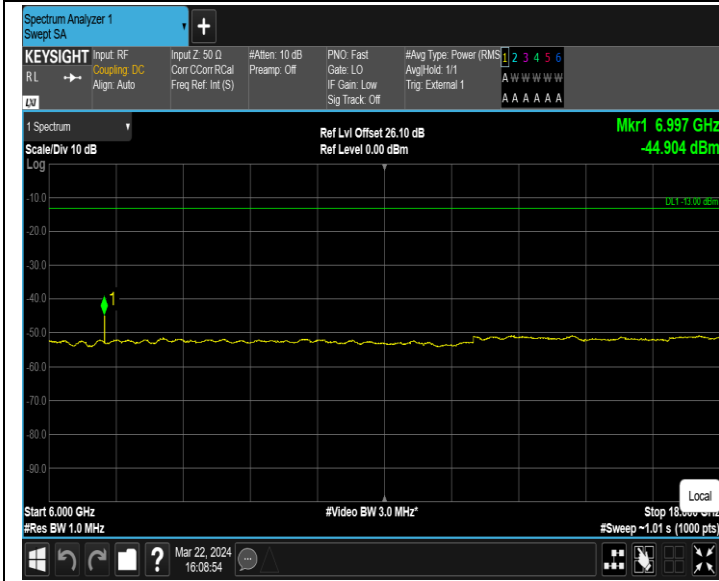 Spectrum Analyzer 1
Swept SA
+
KEYSIGHT
RL
LXI
Input: RF
Coupling: DC
Align: Auto
Input Z: 50 Ω
Corr CCorr RCal
Freq Ref: Int (S)
#Atten: 10 dB
Preamp: Off
PNO: Fast
Gate: LO
IF Gain: Low
Sig Track: Off
#Avg Type: Power (RMS
Avg|Hold: 1/1
Trig: External 1
1 2 3 4 5 6
A W W W W W
A A A A A A
1 Spectrum
Scale/Div 10 dB
Log
Ref Lvl Offset 26.10 dB
Ref Level 0.00 dBm
Mkr1 6.997 GHz
-44.904 dBm
DL1 -13.00 dBm
-10.0
-20.0
-30.0
-40.0
1
-50.0
-60.0
-70.0
-80.0
-90.0
Local
Start 6.000 GHz
#Video BW 3.0 MHz*
Stop 18.000 GHz
#Res BW 1.0 MHz
#Sweep ~1.01 s (1000 pts)
?
Mar 22, 2024
16:08:54